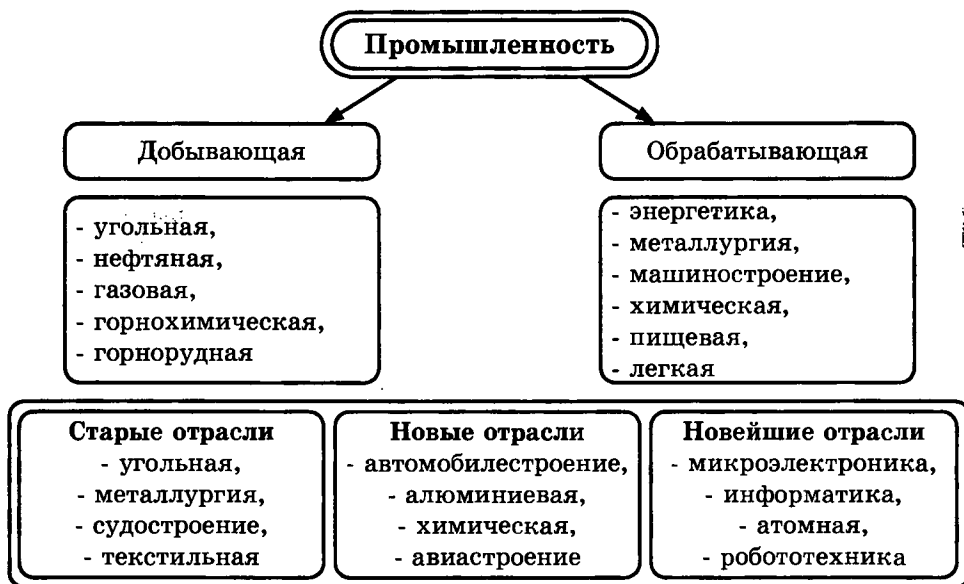 Промышленность
Добывающая
- угольная,
- нефтяная,
- газовая,
- горнохимическая,
- горнорудная
Обрабатывающая
- энергетика,
- металлургия,
- машиностроение,
- химическая,
- пищевая,
- легкая
Старые отрасли
- угольная,
- металлургия,
- судостроение,
- текстильная
Новые отрасли
- автомобилестроение,
- алюминиевая,
- химическая,
- авиастроение
Новейшие отрасли
- микроэлектроника,
- информатика,
- атомная,
- робототехника